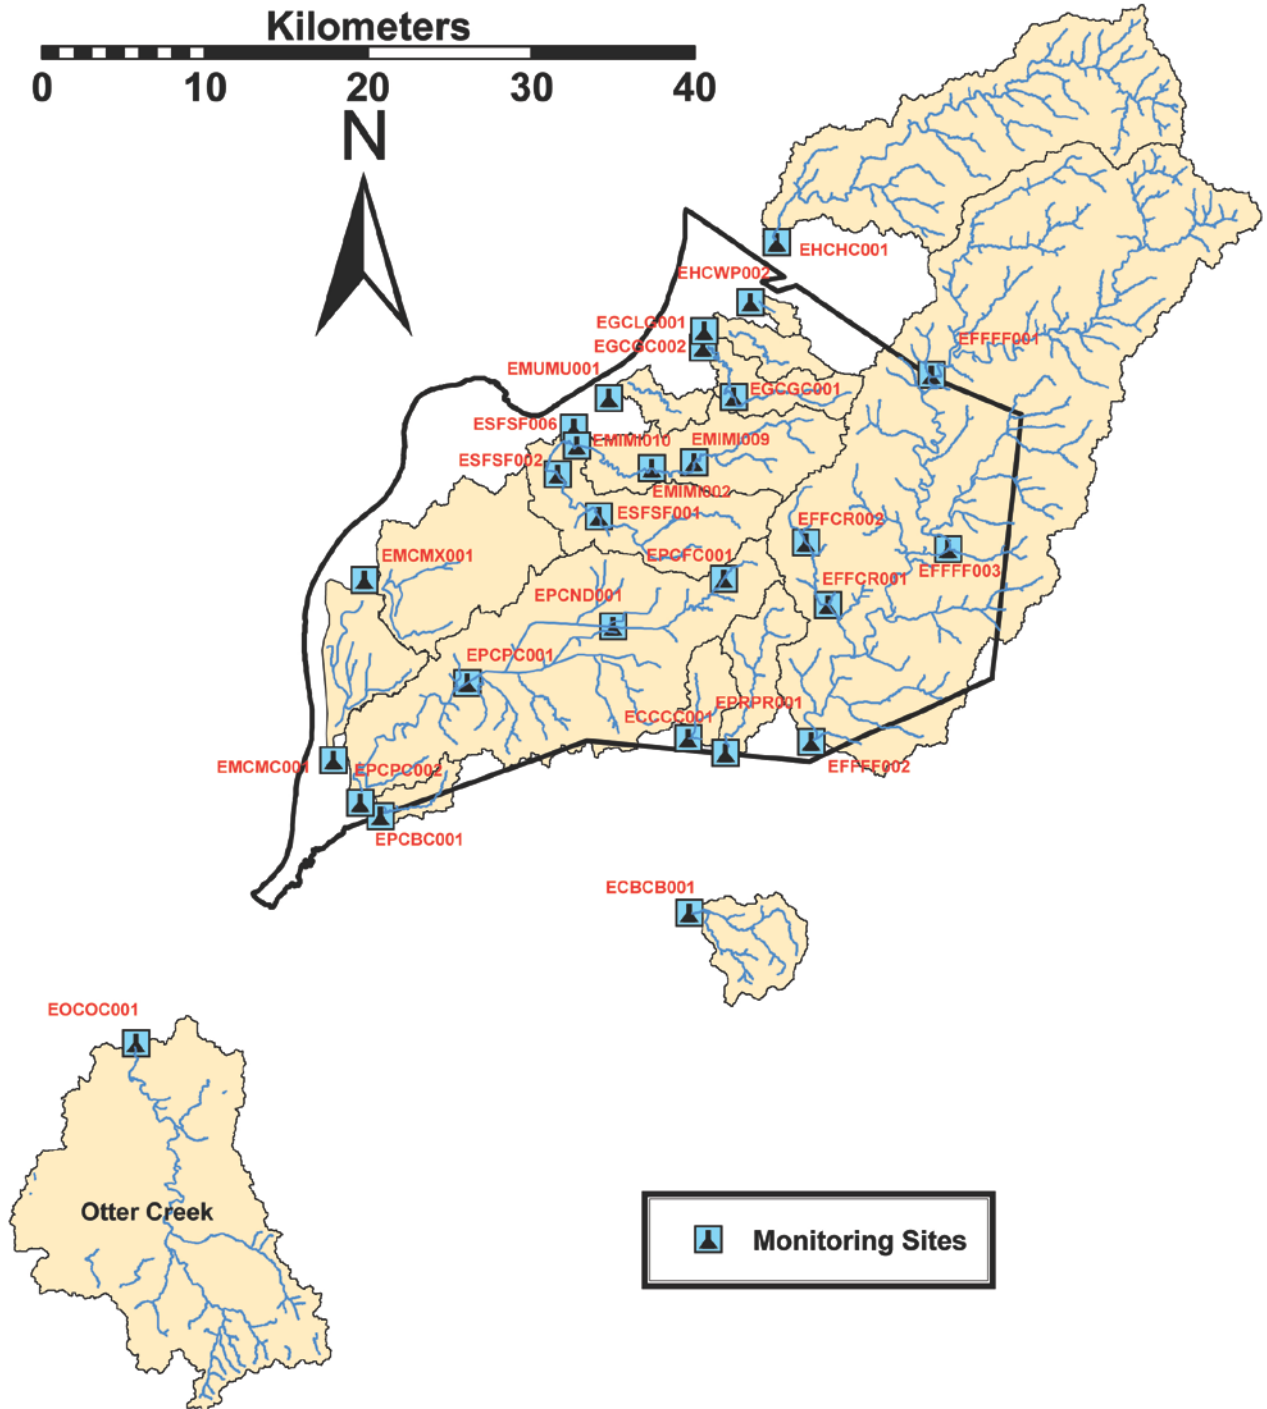 Kilometers
0 10 20 30 40
N
EHCHC001
EHCWP002
EGCLG001
EFFFF001
EGCGC002
EMUMU001
EGCGC001
ESFSF006
EMIMI010
EMIMI009
ESFSF002
EMIMI002
ESFSF001
EFFCR002
EMCMX001
EPCFC001
EFFFF003
EFFCR001
EPCND001
EPCPC001
EPRPR001
ECCCC001
EMCMC001
EPCPC002
EFFFF002
EPCBC001
ECBCB001
EOCOC001
Otter Creek
Monitoring Sites